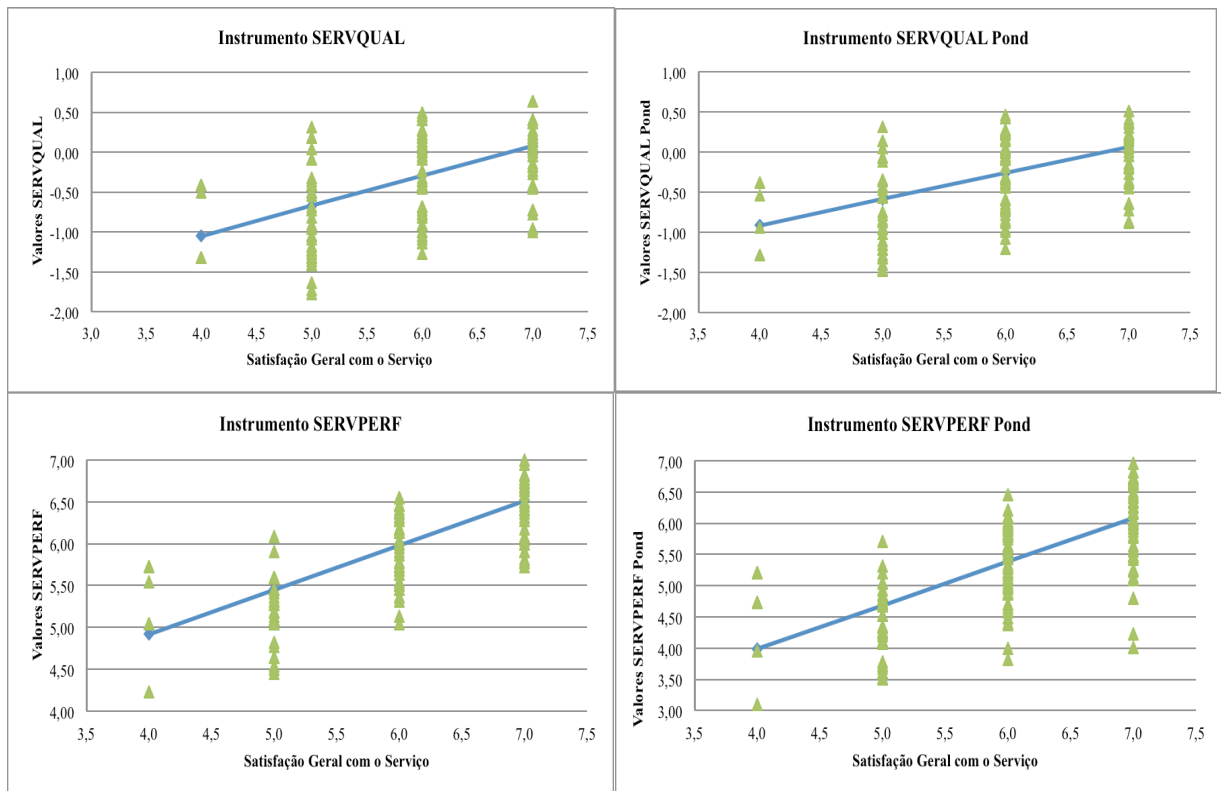 Instrumento SERVQUAL
Valores SERVQUAL
1,00
0,50
0,00
-0,50
-1,00
-1,50
-2,00
3,0 3,5 4,0 4,5 5,0 5,5 6,0 6,5 7,0 7,5
Satisfação Geral com o Serviço
Instrumento SERVQUAL Pond
Valores SERVQUAL Pond
1,00
0,50
0,00
-0,50
-1,00
-1,50
-2,00
3,5 4,0 4,5 5,0 5,5 6,0 6,5 7,0 7,5
Satisfação Geral com o Serviço
Instrumento SERVPERF
Valores SERVPERF
7,00
6,50
6,00
5,50
5,00
4,50
4,00
3,5 4,0 4,5 5,0 5,5 6,0 6,5 7,0 7,5
Satisfação Geral com o Serviço
Instrumento SERVPERF Pond
Valores SERVPERF Pond
7,00
6,50
6,00
5,50
5,00
4,50
4,00
3,50
3,00
3,5 4,0 4,5 5,0 5,5 6,0 6,5 7,0 7,5
Satisfação Geral com o Serviço